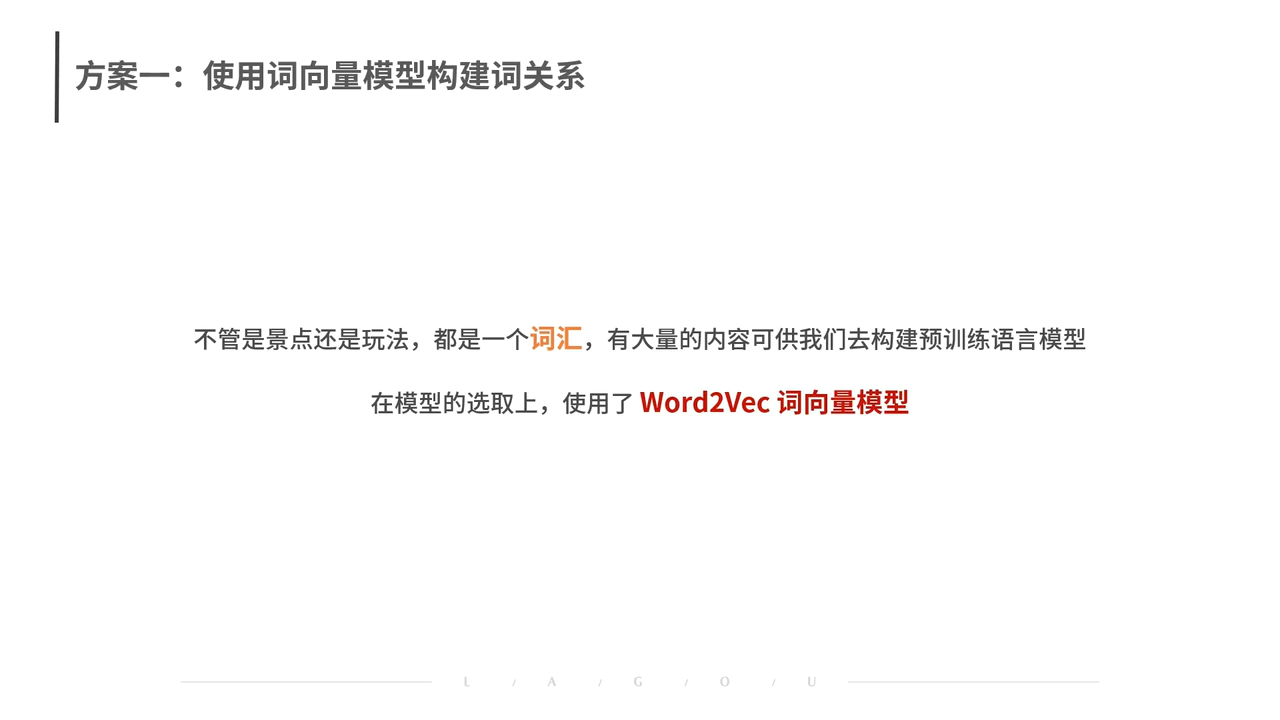 方案一：使用词向量模型构建词关系
不管是景点还是玩法，都是一个词汇，有大量的内容可供我们去构建预训练语言模型
在模型的选取上，使用了 Word2Vec 词向量模型
L / A / G / O / U